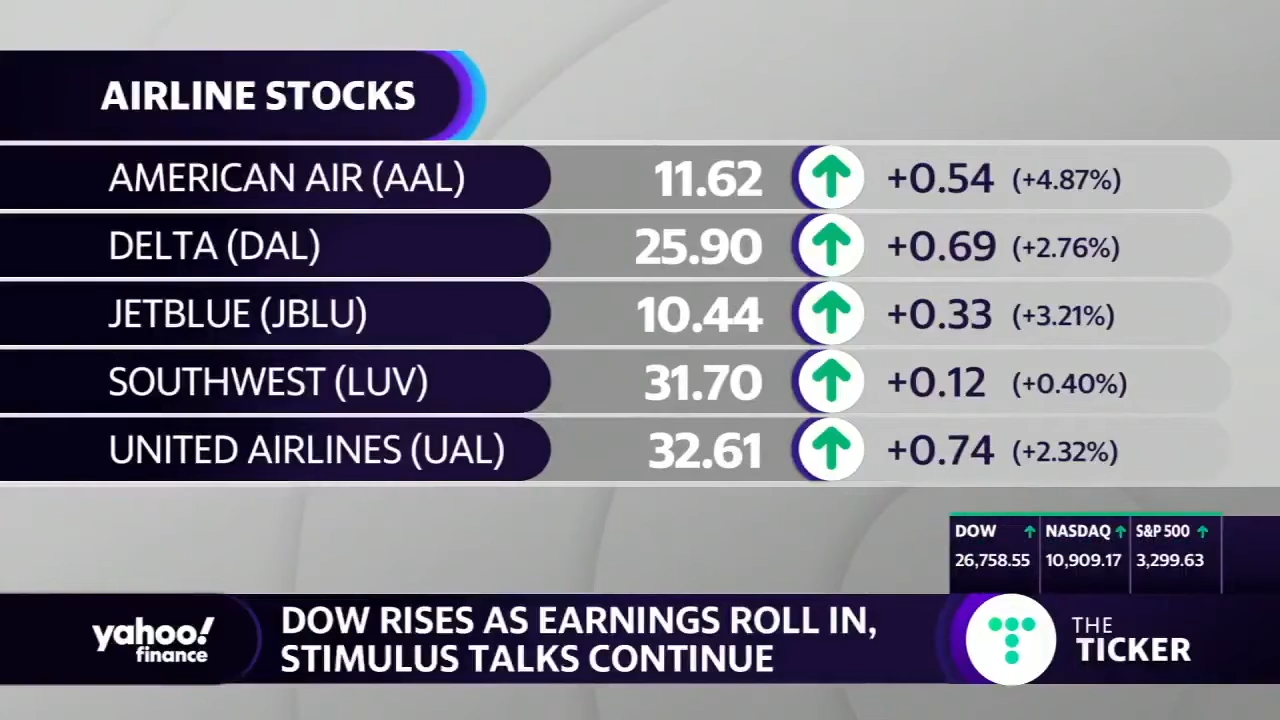 AIRLINE STOCKS
AMERICAN AIR (AAL) 11.62 +0.54 (+4.87%)
DELTA (DAL) 25.90 +0.69 (+2.76%)
JETBLUE (JBLU) 10.44 +0.33 (+3.21%)
SOUTHWEST (LUV) 31.70 +0.12 (+0.40%)
UNITED AIRLINES (UAL) 32.61 +0.74 (+2.32%)
DOW NASDAQ S&P 500
26,758.55 10,909.17 3,299.63
yahoo!
finance
DOW RISES AS EARNINGS ROLL IN,
STIMULUS TALKS CONTINUE
THE
TICKER